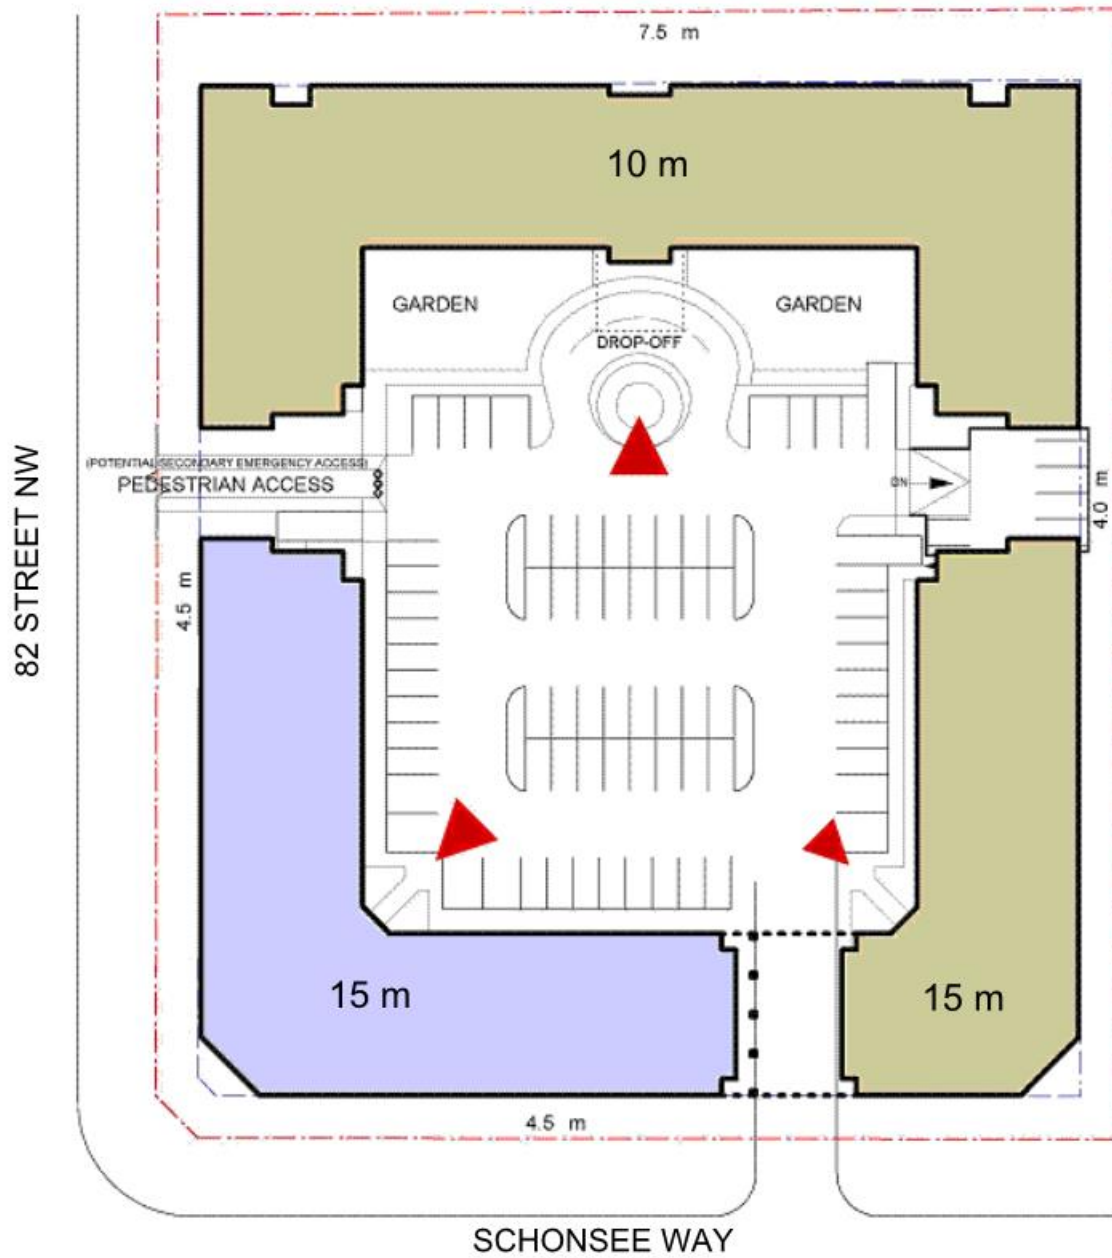 7.5 m
10 m
GARDEN
GARDEN
DROP-OFF
(POTENTIAL SECONDARY EMERGENCY ACCESS)
PEDESTRIAN ACCESS
DN
4.0 m
82 STREET NW
4.5 m
15 m
15 m
4.5 m
SCHONSEE WAY